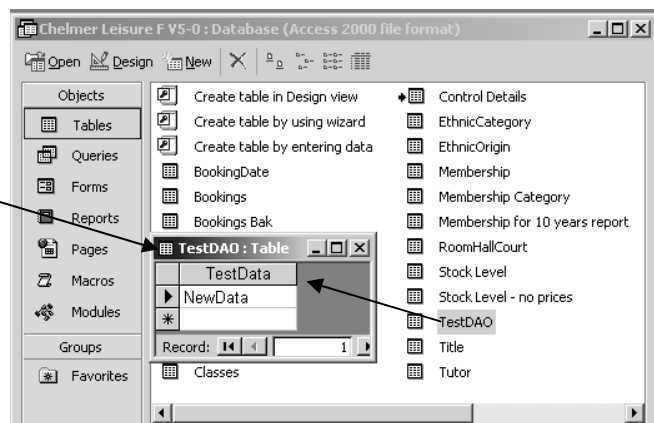 Chelmer Leisure F V5-0 : Database (Access 2000 file format)
Open Design New
Objects
Tables
Queries
Forms
Reports
Pages
Macros
Modules
Groups
Favorites
Create table in Design view
Create table by using wizard
Create table by entering data
BookingDate
Bookings
Bookings Bak
Classes
Control Details
EthnicCategory
EthnicOrigin
Membership
Membership Category
Membership for 10 years report
RoomHallCourt
Stock Level
Stock Level - no prices
TestDAO
Title
Tutor
TestDAO : Table
TestData
NewData
Record: 1